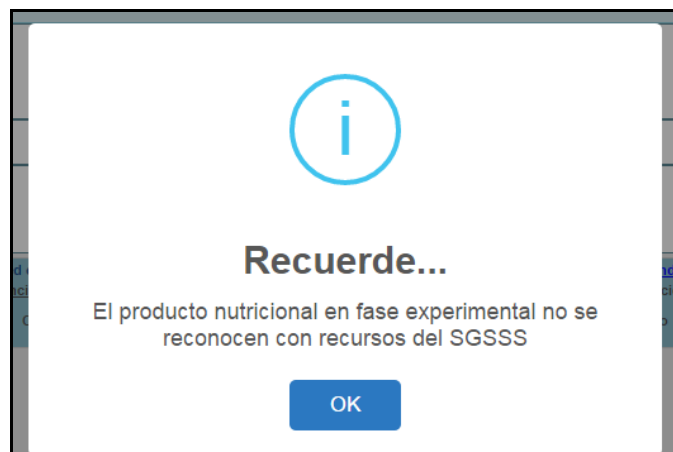 Recuerde...
El producto nutricional en fase experimental no se
reconocen con recursos del SGSSS
OK